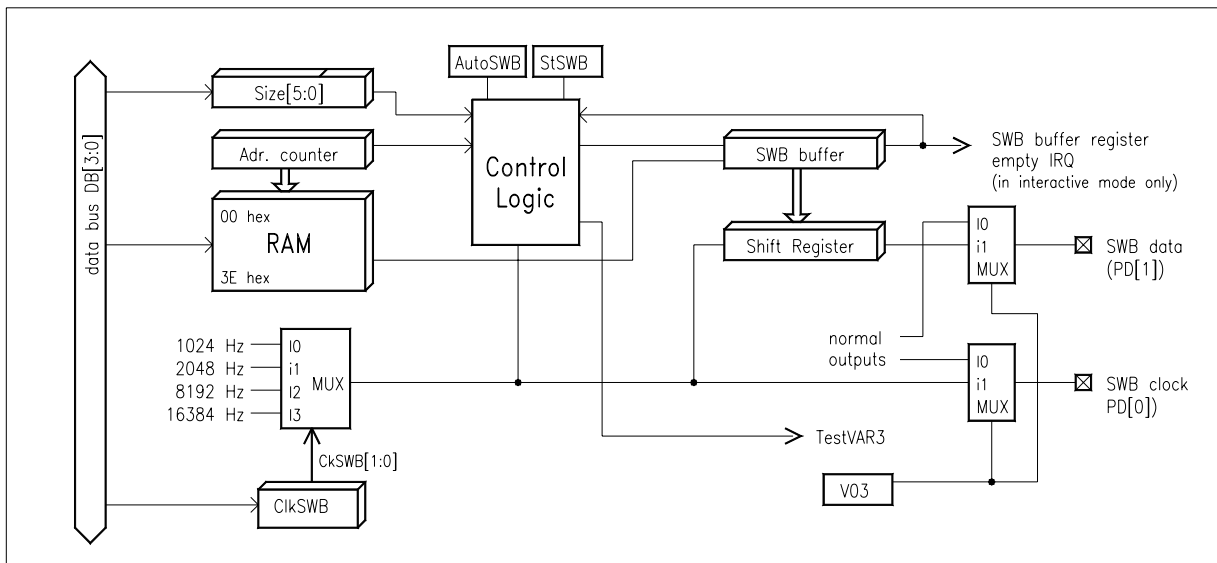 AutoSWB
StSWB
Size[5:0]
data bus DB[3:0]
Adr. counter
Control
Logic
SWB buffer
SWB buffer register
empty IRQ
(in interactive mode only)
00 hex
RAM
3E hex
Shift Register
I0
i1
MUX
SWB data
(PD[1])
normal
outputs
1024 Hz
2048 Hz
8192 Hz
16384 Hz
I0
i1
I2
I3
MUX
I0
i1
MUX
SWB clock
PD[0])
CkSWB[1:0]
TestVAR3
ClkSWB
V03